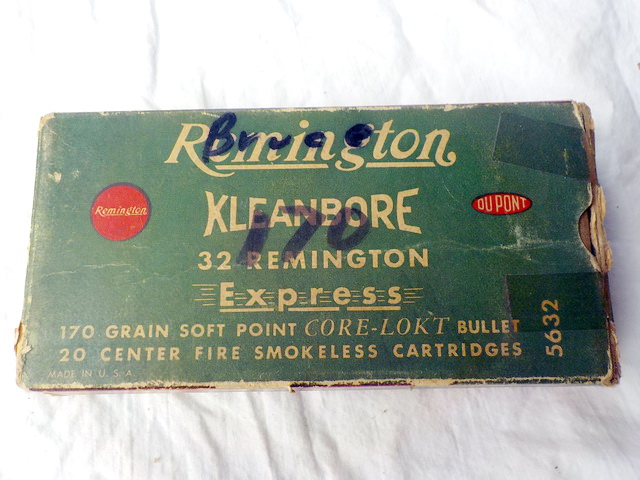 Remington
Bruce
Remington
KLEANBORE
DU PONT
170
32 REMINGTON
Express
170 GRAIN SOFT POINT CORE-LOKT BULLET
20 CENTER FIRE SMOKELESS CARTRIDGES
5632
MADE IN U.S.A.